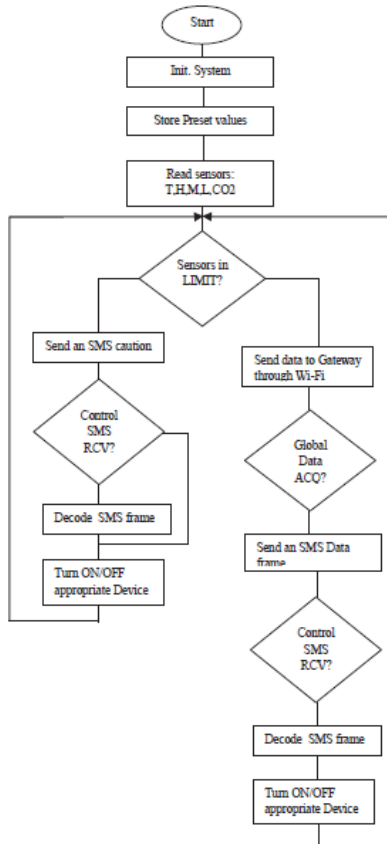 Start
Init. System
Store Preset values
Read sensors:
T,H,M,L,CO2
Sensors in
LIMIT?
Send an SMS caution
Control
SMS
RCV?
Decode SMS frame
Turn ON/OFF
appropriate Device
Send data to Gateway
through Wi-Fi
Global
Data
ACQ?
Send an SMS Data
frame
Control
SMS
RCV?
Decode SMS frame
Turn ON/OFF
appropriate Device